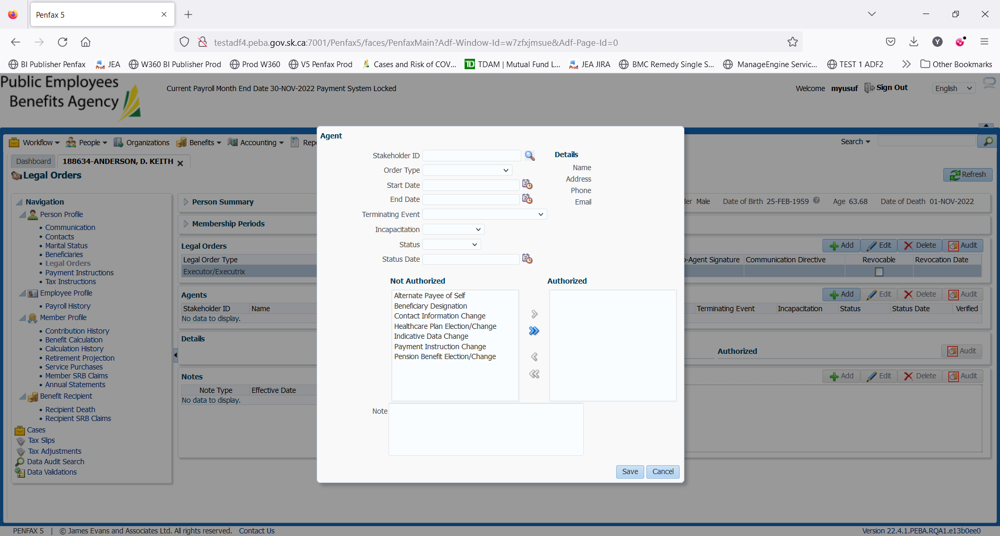 Penfax 5
testadf4.peba.gov.sk.ca:7001/Penfax5/faces/PenfaxMain?Adf-Window-Id=w7zfxjmsue&Adf-Page-Id=0
Y
BI Publisher Penfax JEA W360 BI Publisher Prod Prod W360 V5 Penfax Prod Cases and Risk of COV... TDAM | Mutual Fund L... JEA JIRA BMC Remedy Single S... ManageEngine Servic... TEST 1 ADF2 Other Bookmarks
Public Employees
Benefits Agency
Current Payroll Month End Date 30-NOV-2022 Payment System Locked
Welcome myusuf Sign Out English
Workflow People Organizations Benefits Accounting Rep
Search
Dashboard 188634-ANDERSON, D. KEITH
Legal Orders
Refresh
Navigation
Person Profile
Communication
Contacts
Marital Status
Beneficiaries
Legal Orders
Payment Instructions
Tax Instructions
Employee Profile
Payroll History
Member Profile
Contribution History
Benefit Calculation
Calculation History
Retirement Projection
Service Purchases
Member SRB Claims
Annual Statements
Benefit Recipient
Recipient Death
Recipient SRB Claims
Cases
Tax Slips
Tax Adjustments
Data Audit Search
Data Validations
Person Summary
der Male Date of Birth 25-FEB-1959 Age 63.68 Date of Death 01-NOV-2022
Membership Periods
Legal Orders
Add Edit Delete Audit
Legal Order Type
o-Agent Signature Communication Directive Revocable Revocation Date
Executor/Executrix
Agents
Add Edit Delete Audit
Stakeholder ID Name
Terminating Event Incapacitation Status Status Date Verified
No data to display.
Details
Authorized
Audit
Notes
Add Edit Delete Audit
Note Type Effective Date
No data to display.
Agent
Stakeholder ID
Order Type
Start Date
End Date
Terminating Event
Incapacitation
Status
Status Date
Details
Name
Address
Phone
Email
Not Authorized
Alternate Payee of Self
Beneficiary Designation
Contact Information Change
Healthcare Plan Election/Change
Indicative Data Change
Payment Instruction Change
Pension Benefit Election/Change
Authorized
Note
Save Cancel
PENFAX 5 | © James Evans and Associates Ltd. All rights reserved. Contact Us
Version 22.4.1.PEBA.RQA1.e13b0ee0